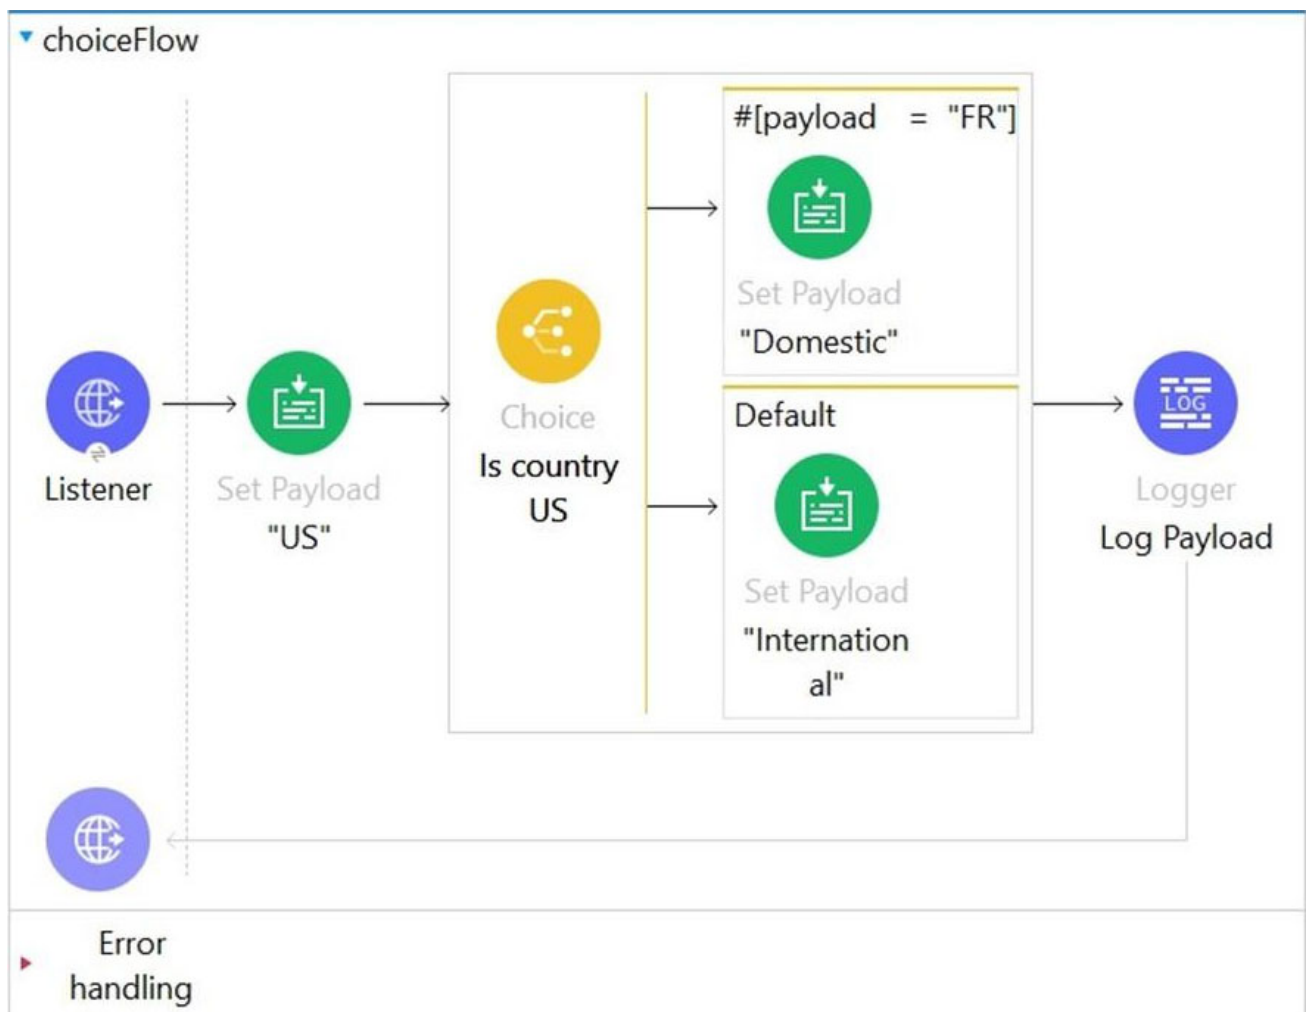 choiceFlow
#[payload = "FR"]
Set Payload
"Domestic"
Choice
Is country
US
Default
Set Payload
"Internation
al"
Listener
Set Payload
"US"
LOG
Logger
Log Payload
Error
handling